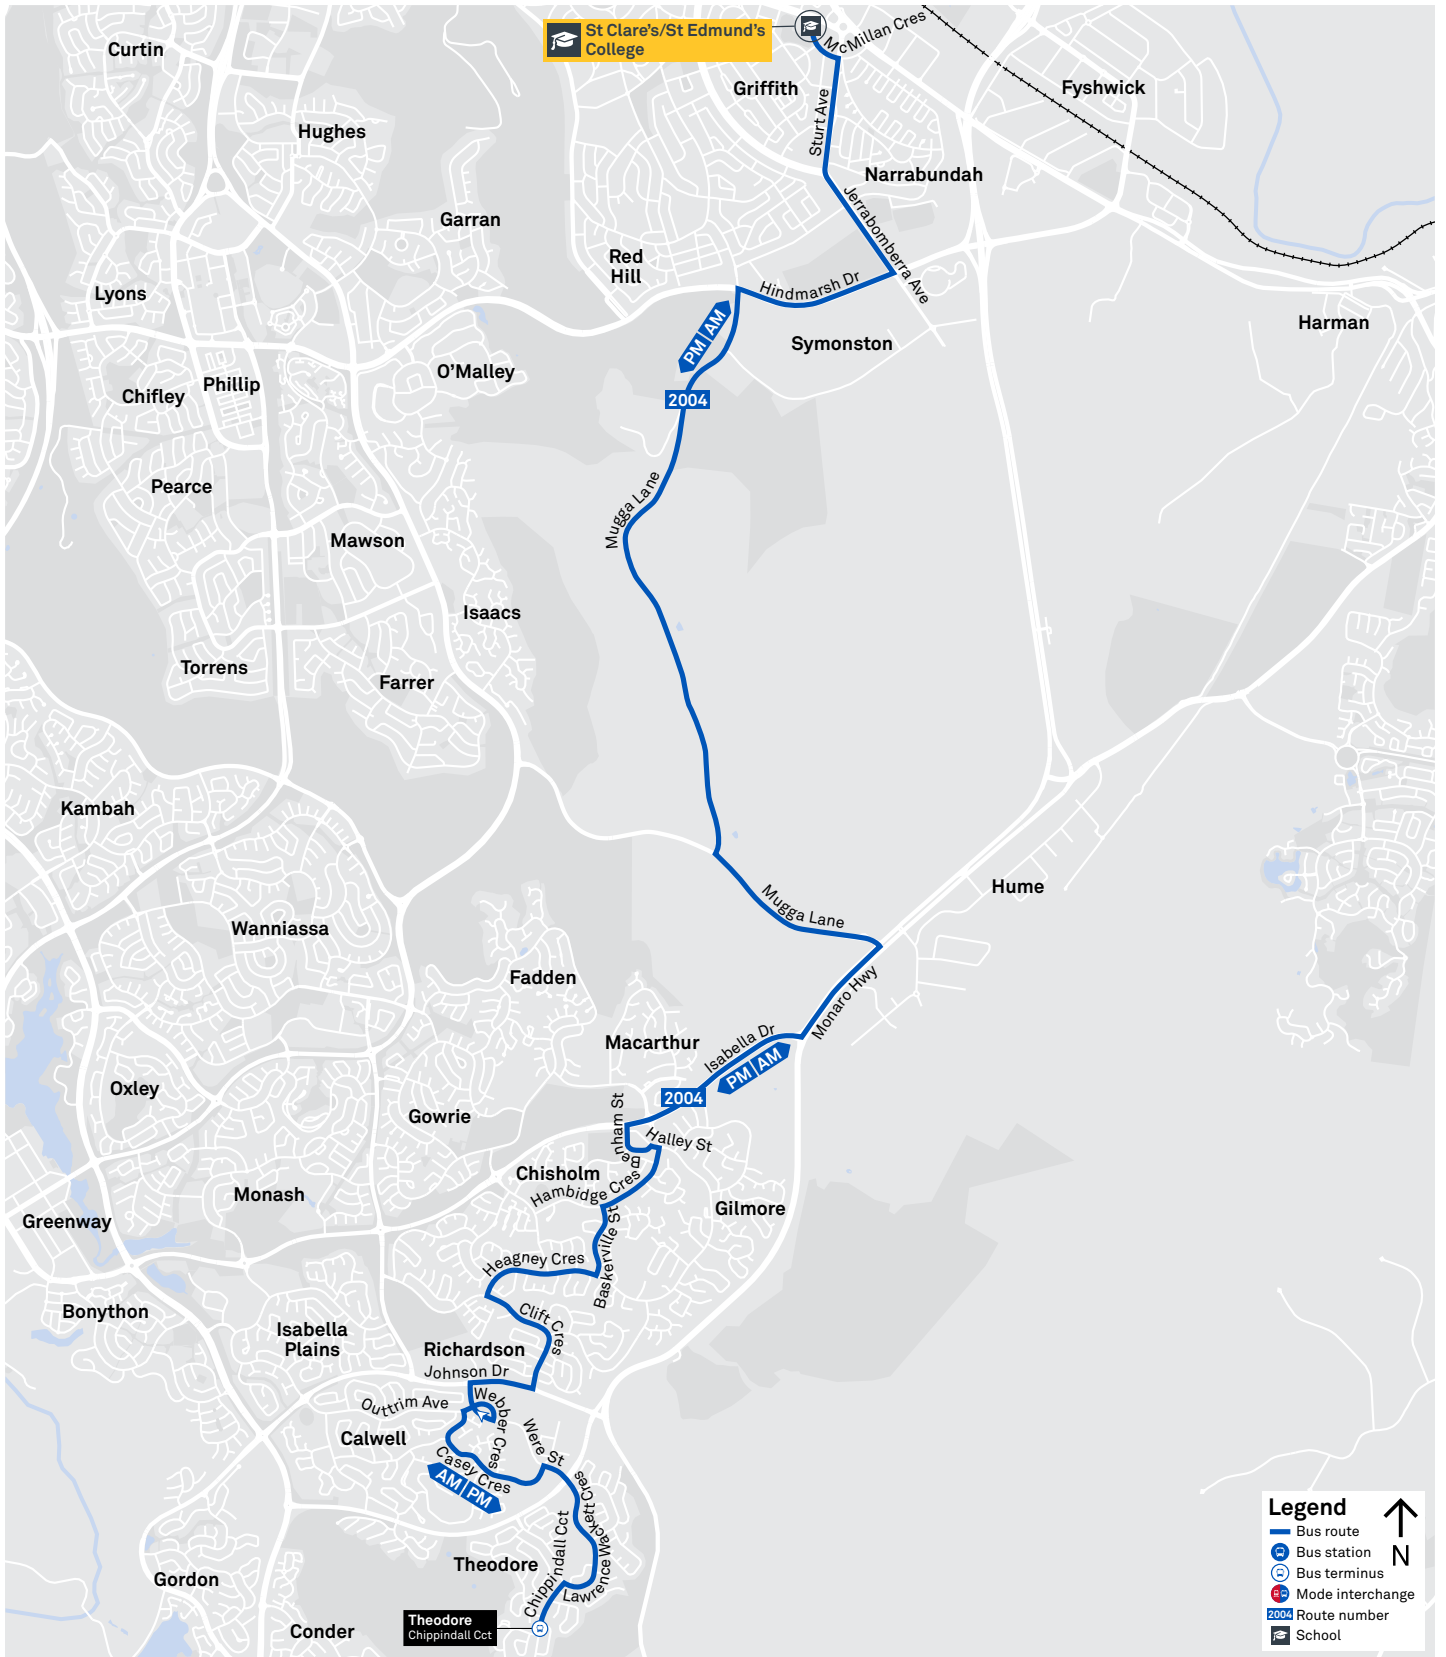 St Clare's/St Edmund's
College
McMillan Cres
Curtin
Griffith
Fyshwick
Hughes
Sturt Ave
Narrabundah
Garran
Jerrabomberra Ave
Red
Hill
Hindmarsh Dr
Lyons
PM | AM
Harman
Symonston
O'Malley
Phillip
Chifley
2004
Pearce
Mugga Lane
Mawson
Isaacs
Torrens
Farrer
Kambah
Hume
Mugga Lane
Wanniassa
Fadden
Monaro Hwy
Macarthur
Isabella Dr
PM | AM
Oxley
2004
Gowrie
Benham St
Halley St
Chisholm
Hambidge Cres
Monash
Gilmore
Greenway
Baskerville St
Heagney Cres
Bonython
Clift Cres
Isabella
Plains
Richardson
Johnson Dr
Outtrim Ave
Webber Cres
Calwell
Were St
Casey Cres
AM | PM
Lawrence Wackett Cres
Chippindall Cct
Theodore
Gordon
Theodore
Chippindall Cct
Conder
Legend
N
Bus route
Bus station
Bus terminus
Mode interchange
2004 Route number
School